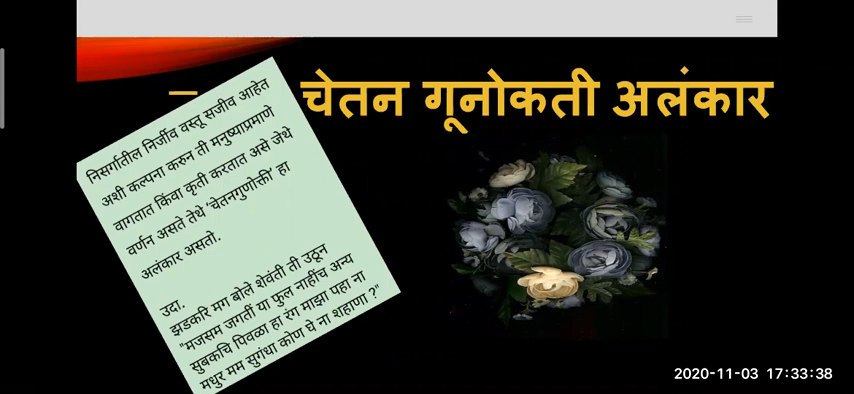 चेतन गूनोकती अलंकार
निसर्गातील निर्जीव वस्तू सजीव आहेत
अशी कल्पना करुन ती मनुष्याप्रमाणे
वागतात किंवा कृती करतात असे जेथे
वर्णन असते तेथे 'चेतनगुणोक्ती' हा
अलंकार असतो.
उदा.
झडकरि मग बोले शेवंती ती उठून
"मजसम जगतीं या फुल नाहींच अन्य
सुबकचि पिवळा हा रंग माझा पहा ना
मधुर मम सुगंधा कोण घे ना शहाणा ?"
2020-11-03 17:33:38